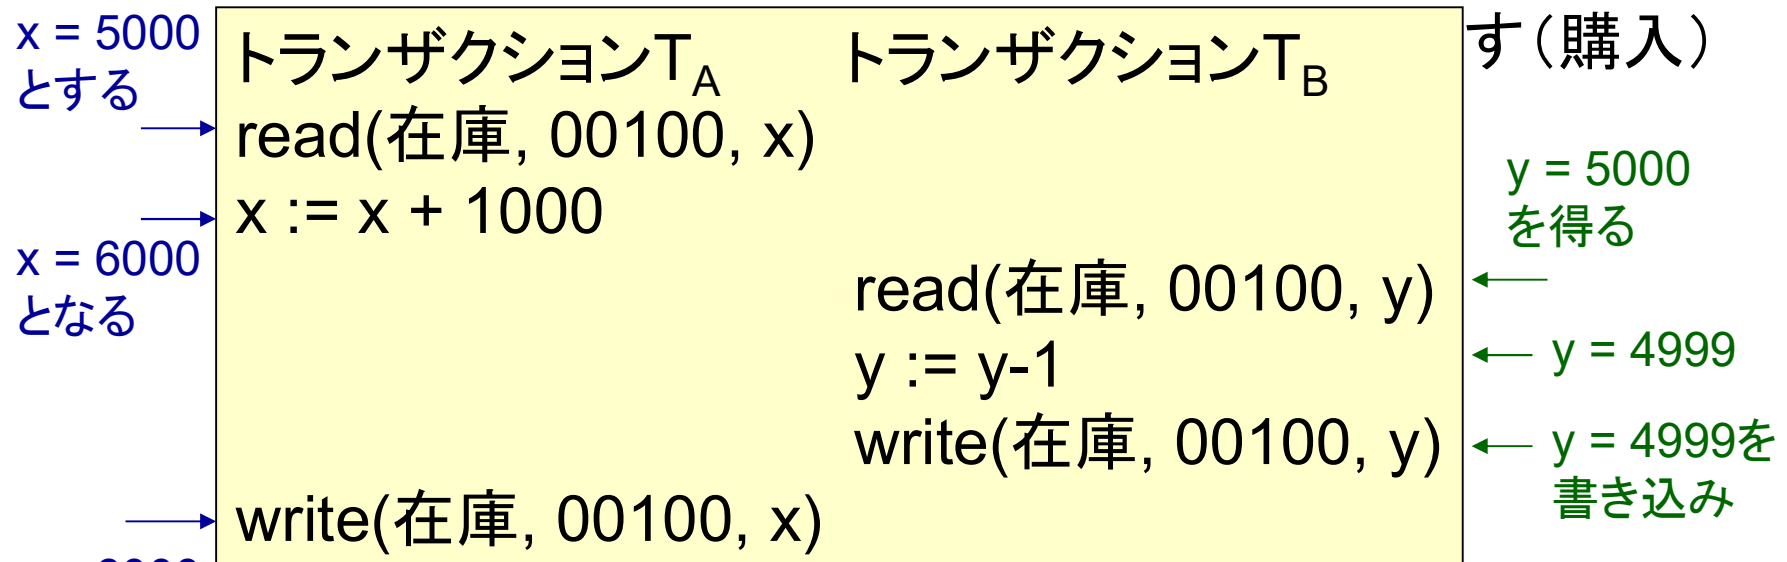 x = 5000
とする
トランザクションTA
トランザクションTB
す（購入）
read(在庫, 00100, x)
x := x + 1000
x = 6000
となる
y = 5000
を得る
read(在庫, 00100, y)
y := y-1
y = 4999
write(在庫, 00100, y)
y = 4999を
書き込み
write(在庫, 00100, x)